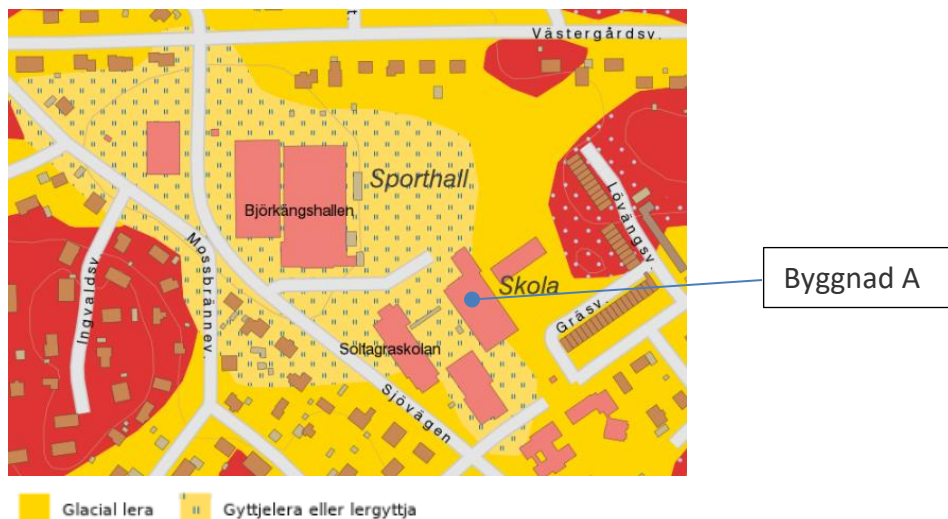 t.
Västergårdsv.
Sporthall
Björkängshallen
Lövängsv.
Mossbrännev.
Ingvaldsv.
Skola
Byggnad A
Gräsv.
Söltagraskolan
Sjövägen
Glacial lera Gyttjelera eller lergyttja